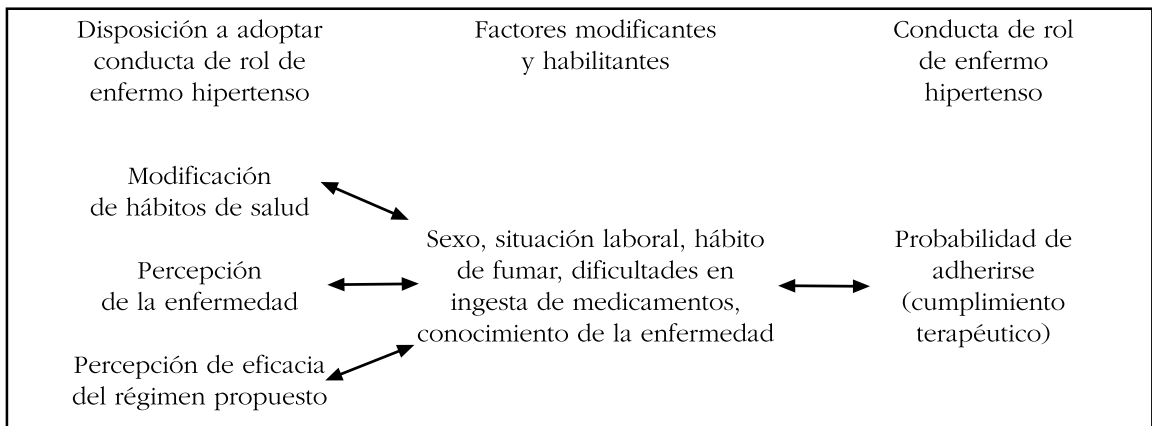 Disposición a adoptar
conducta de rol de
enfermo hipertenso
Factores modificantes
y habilitantes
Conducta de rol
de enfermo
hipertenso
Modificación
de hábitos de salud
Percepción
de la enfermedad
Percepción de eficacia
del régimen propuesto
Sexo, situación laboral, hábito
de fumar, dificultades en
ingesta de medicamentos,
conocimiento de la enfermedad
Probabilidad de
adherirse
(cumplimiento
terapéutico)